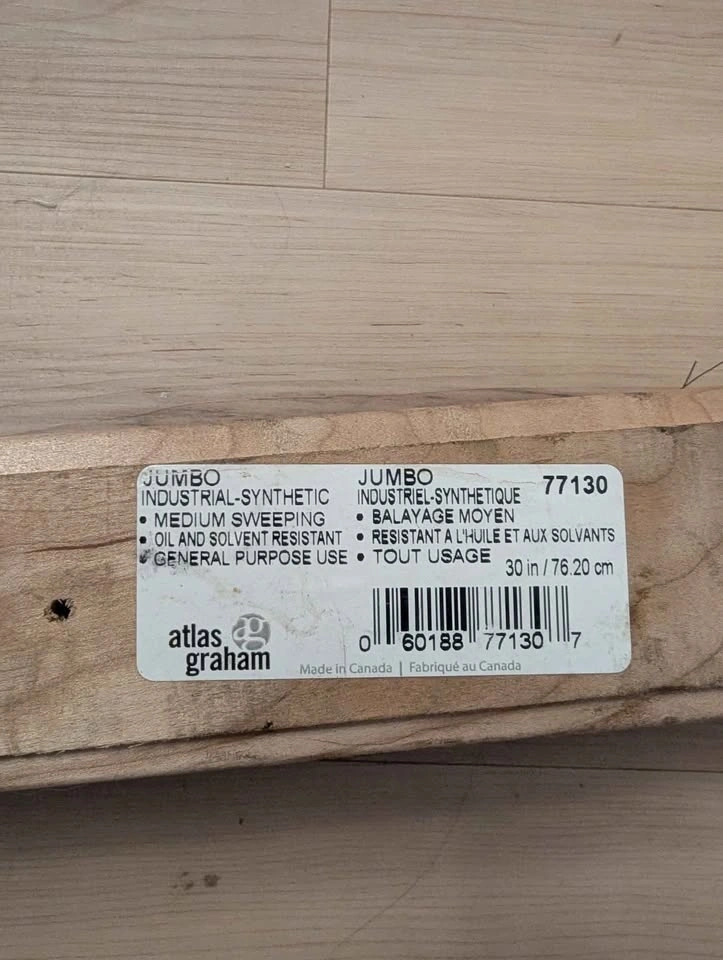 JUMBO
INDUSTRIAL-SYNTHETIC
• MEDIUM SWEEPING
• OIL AND SOLVENT RESISTANT
• GENERAL PURPOSE USE
JUMBO
INDUSTRIEL-SYNTHETIQUE
• BALAYAGE MOYEN
• RESISTANT A L'HUILE ET AUX SOLVANTS
• TOUT USAGE
77130
30 in / 76.20 cm
0 60188 77130 7
atlas
graham
gg
Made in Canada | Fabriqué au Canada